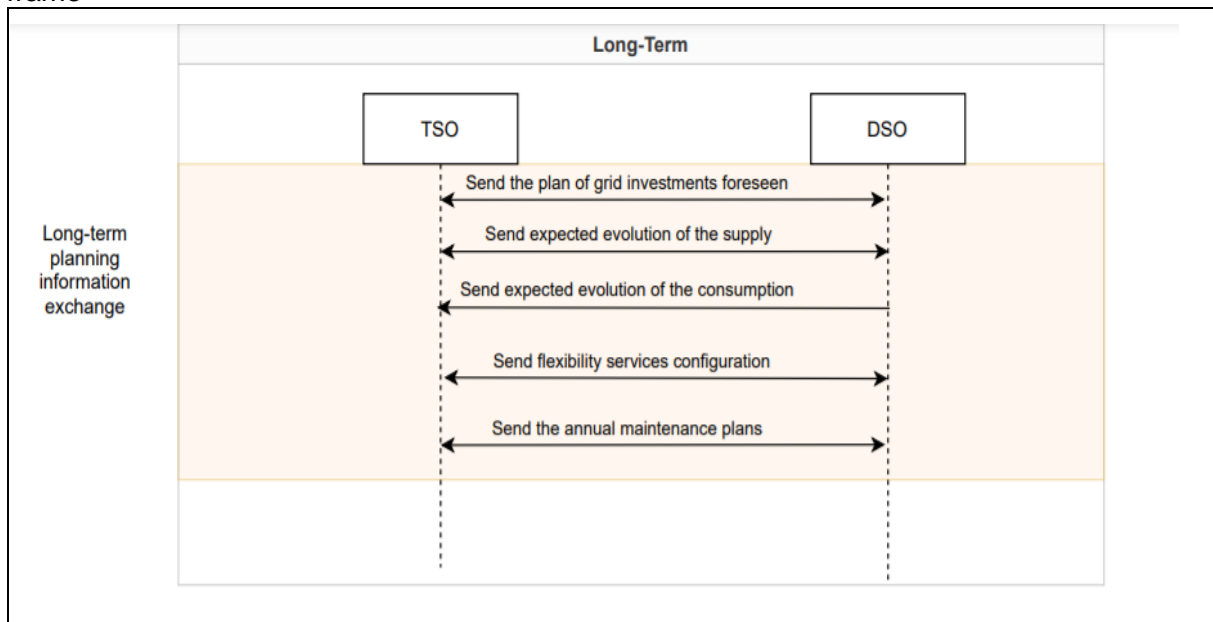 frame
Long-Term
TSO
DSO
Send the plan of grid investments foreseen
Send expected evolution of the supply
Long-term
planning
information
exchange
Send expected evolution of the consumption
Send flexibility services configuration
Send the annual maintenance plans